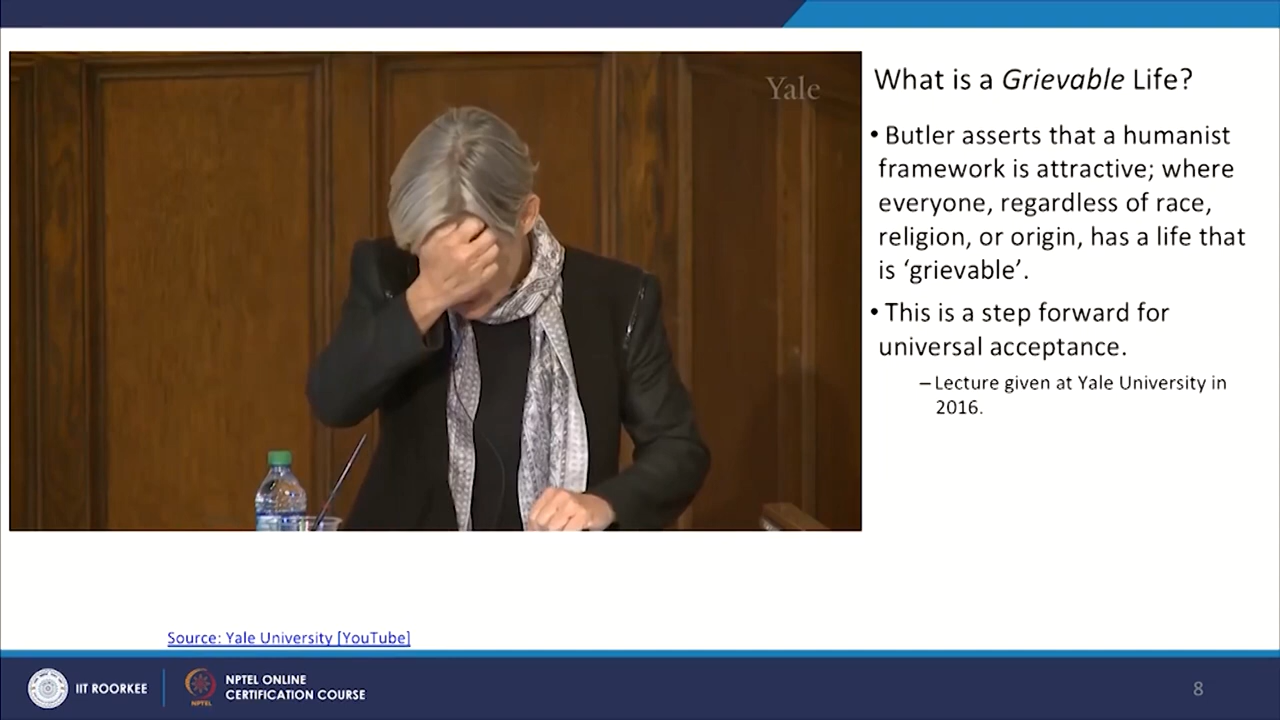 Yale
What is a Grievable Life?
• Butler asserts that a humanist
framework is attractive; where
everyone, regardless of race,
religion, or origin, has a life that
is ‘grievable’.
• This is a step forward for
universal acceptance.
– Lecture given at Yale University in
2016.
Source: Yale University [YouTube]
IIT ROORKEE
NPTEL ONLINE
CERTIFICATION COURSE
NPTEL
8